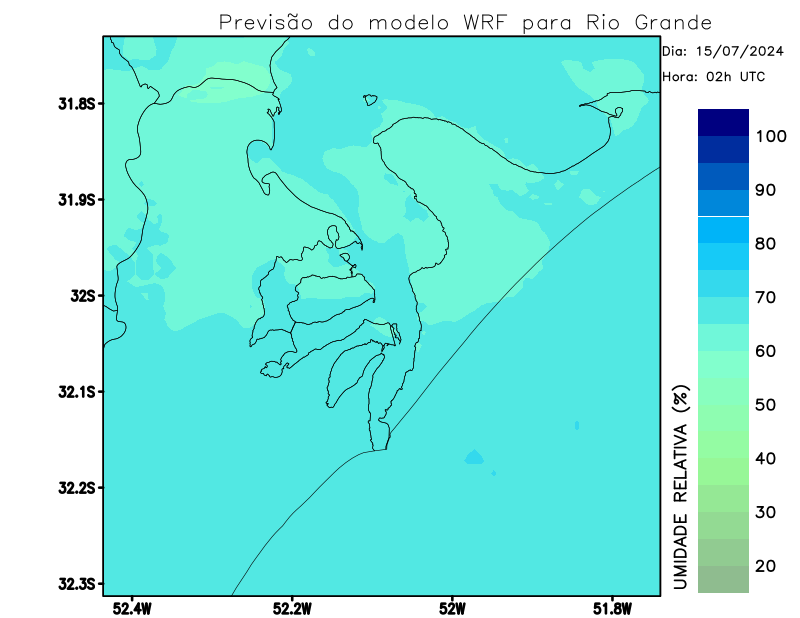 Previsão do modelo WRF para Rio Grande
Dia: 15/07/2024
Hora: 02h UTC
31.8S
31.9S
32S
32.1S
32.2S
32.3S
52.4W
52.2W
52W
51.8W
UMIDADE RELATIVA (%)
100
90
80
70
60
50
40
30
20